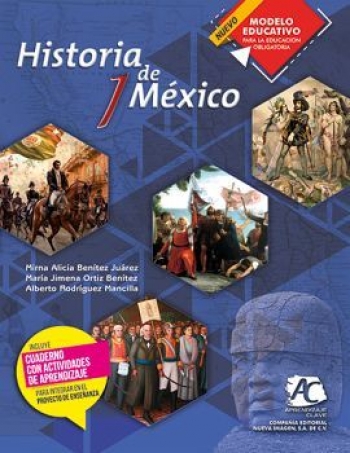 NUEVO
MODELO
EDUCATIVO
PARA LA EDUCACIÓN
OBLIGATORIA
Historia
de
1 México
Mirna Alicia Benítez Juárez
María Jimena Ortiz Benítez
Alberto Rodríguez Mancilla
INCLUYE
CUADERNO
CON ACTIVIDADES
DE APRENDIZAJE
PARA INTEGRAR EN EL
PROYECTO DE ENSEÑANZA
AC
APRENDIZAJE
CLAVE
COMPAÑÍA EDITORIAL
NUEVA IMAGEN, S.A. DE C.V.